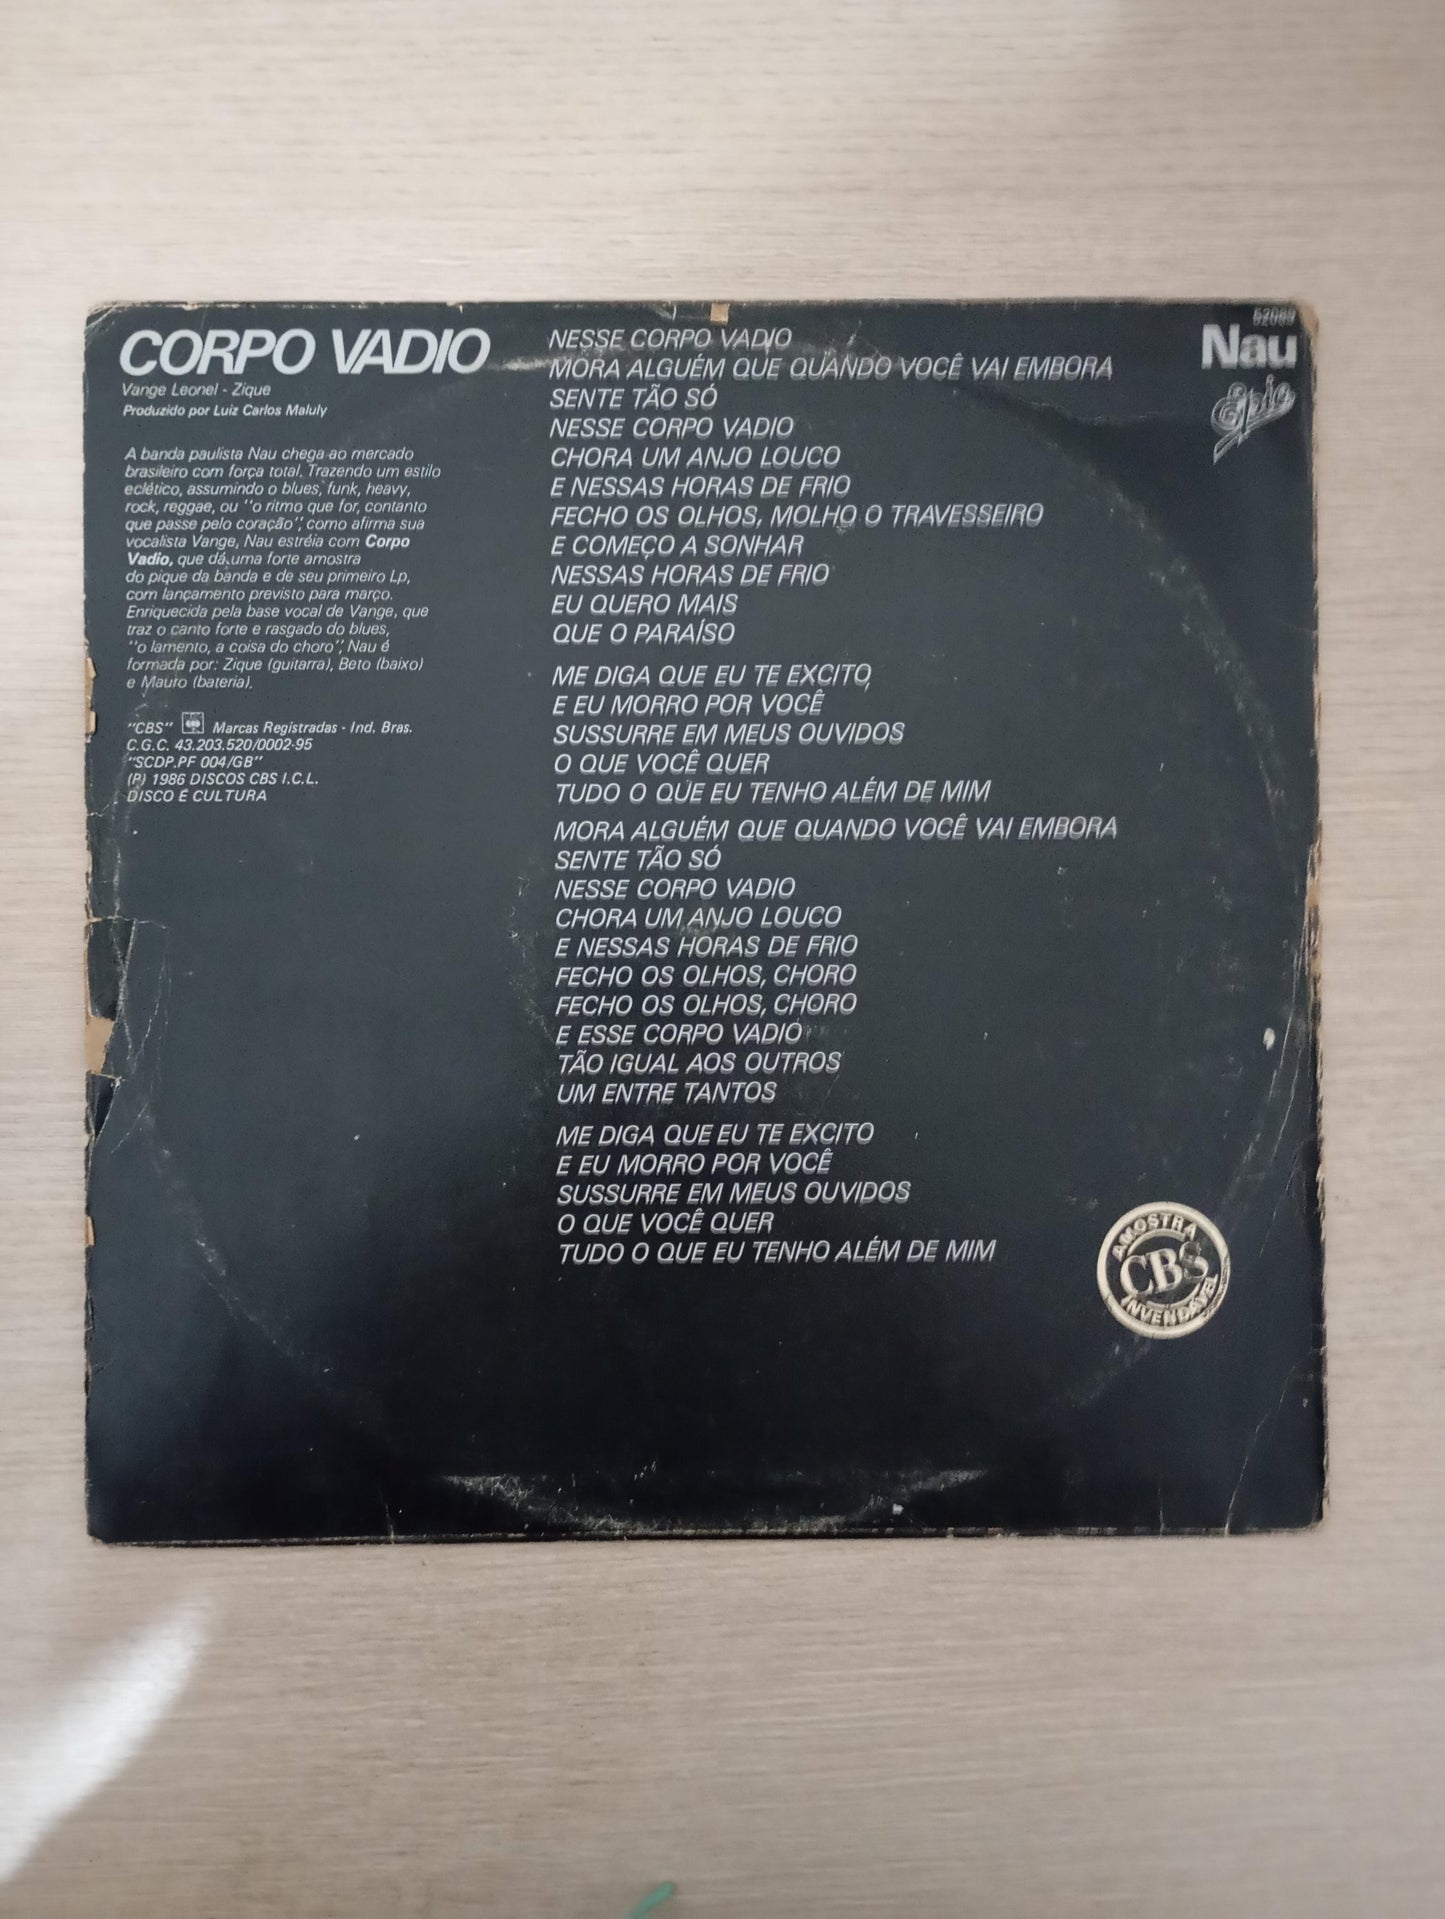 CORPO VADIO
Vange Leonel - Zique
Produzido por Luiz Carlos Maluly
A banda paulista Nau chega ao mercado
brasileiro com força total. Trazendo um estilo
eclético, assumindo o blues, funk, heavy,
rock, reggae, ou "o ritmo que for, contanto
que passe pelo coração", como afirma sua
vocalista Vange, Nau estréia com Corpo
Vadio, que dá uma forte amostra
do pique da banda e de seu primeiro Lp,
com lançamento previsto para março.
Enriquecida pela base vocal de Vange, que
traz o canto forte e rasgado do blues,
"o lamento, a coisa do choro", Nau é
formada por: Zique (guitarra), Beto (baixo)
e Mauro (bateria).
"CBS" Marcas Registradas - Ind. Bras.
C.G.C. 43.203.520/0002-95
"SCDP.PF 004/GB"
(P) 1986 DISCOS CBS I.C.L.
DISCO É CULTURA
NESSE CORPO VADIO
MORA ALGUÉM QUE QUANDO VOCÊ VAI EMBORA
SENTE TÃO SÓ
NESSE CORPO VADIO
CHORA UM ANJO LOUCO
E NESSAS HORAS DE FRIO
FECHO OS OLHOS, MOLHO O TRAVESSEIRO
E COMEÇO A SONHAR
NESSAS HORAS DE FRIO
EU QUERO MAIS
QUE O PARAÍSO
ME DIGA QUE EU TE EXCITO
E EU MORRO POR VOCÊ
SUSSURRE EM MEUS OUVIDOS
O QUE VOCÊ QUER
TUDO O QUE EU TENHO ALÉM DE MIM
MORA ALGUÉM QUE QUANDO VOCÊ VAI EMBORA
SENTE TÃO SÓ
NESSE CORPO VADIO
CHORA UM ANJO LOUCO
E NESSAS HORAS DE FRIO
FECHO OS OLHOS, CHORO
FECHO OS OLHOS, CHORO
E ESSE CORPO VADIO
TÃO IGUAL AOS OUTROS
UM ENTRE TANTOS
ME DIGA QUE EU TE EXCITO
E EU MORRO POR VOCÊ
SUSSURRE EM MEUS OUVIDOS
O QUE VOCÊ QUER
TUDO O QUE EU TENHO ALÉM DE MIM
Nau
Epic
AMOSTRA
CBS
INVENDÁVEL